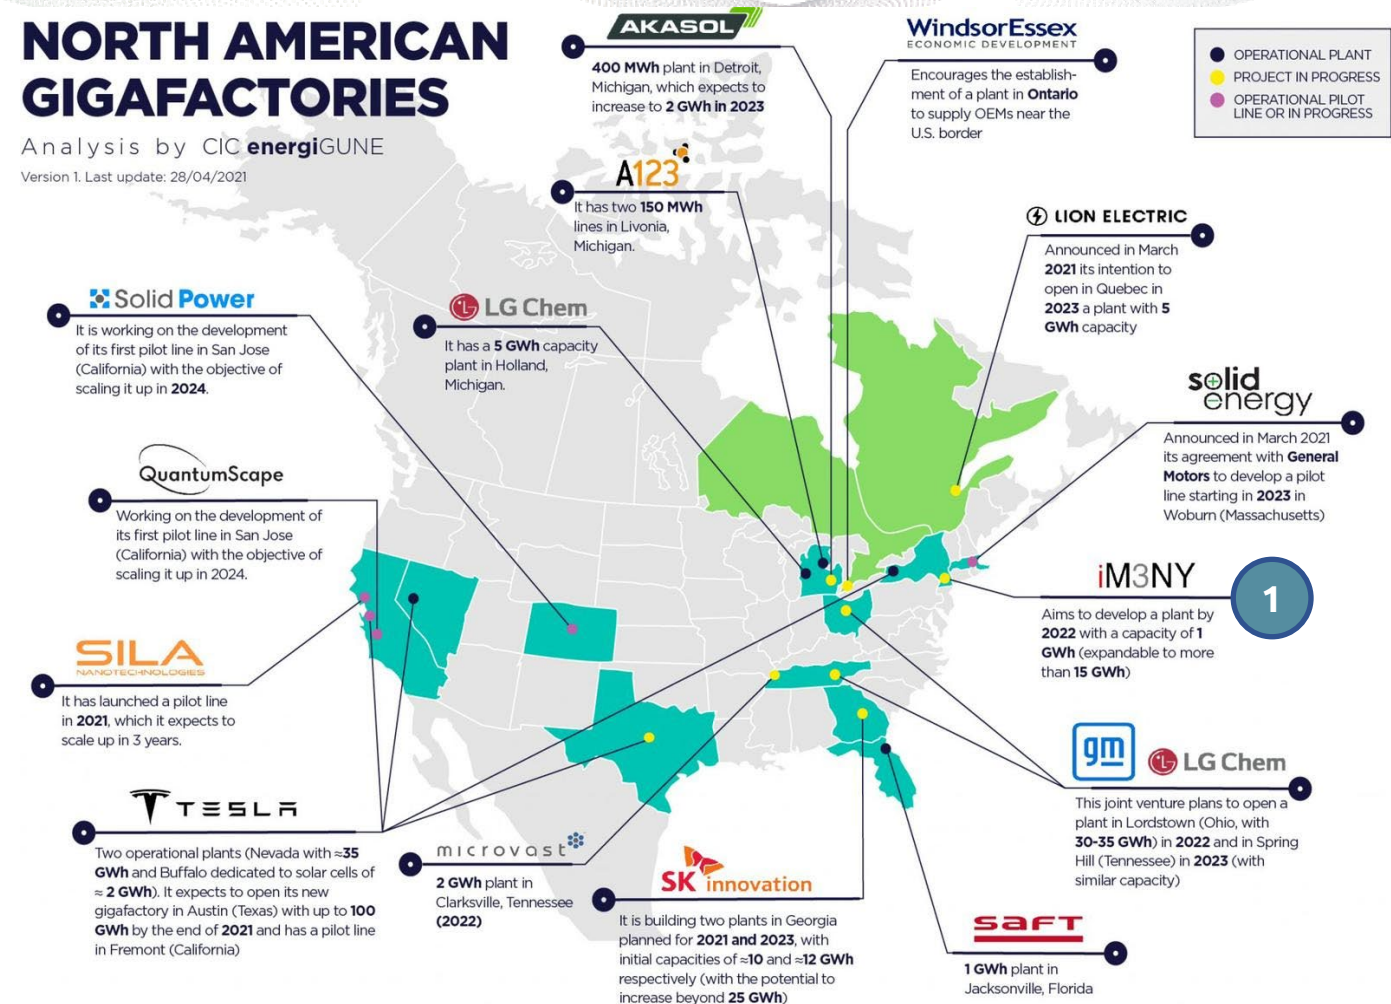 NORTH AMERICAN
GIGAFACTORIES
Analysis by CIC energiGUNE
Version 1. Last update: 28/04/2021
AKASOL
400 MWh plant in Detroit,
Michigan, which expects to
increase to 2 GWh in 2023
WindsorEssex
ECONOMIC DEVELOPMENT
Encourages the establish-
ment of a plant in Ontario
to supply OEMs near the
U.S. border
OPERATIONAL PLANT
PROJECT IN PROGRESS
OPERATIONAL PILOT
LINE OR IN PROGRESS
A123
It has two 150 MWh
lines in Livonia,
Michigan.
LION ELECTRIC
Announced in March
2021 its intention to
open in Quebec in
2023 a plant with 5
GWh capacity
Solid Power
It is working on the development
of its first pilot line in San Jose
(California) with the objective of
scaling it up in 2024.
LG Chem
It has a 5 GWh capacity
plant in Holland,
Michigan.
solid
energy
Announced in March 2021
its agreement with General
Motors to develop a pilot
line starting in 2023 in
Woburn (Massachusetts)
QuantumScape
Working on the development of
its first pilot line in San Jose
(California) with the objective of
scaling it up in 2024.
iM3NY
1
Aims to develop a plant by
2022 with a capacity of 1
GWh (expandable to more
than 15 GWh)
SILA
NANOTECHNOLOGIES
It has launched a pilot line
in 2021, which it expects to
scale up in 3 years.
gm LG Chem
This joint venture plans to open a
plant in Lordstown (Ohio, with
30-35 GWh) in 2022 and in Spring
Hill (Tennessee) in 2023 (with
similar capacity)
TESLA
Two operational plants (Nevada with ≈35
GWh and Buffalo dedicated to solar cells of
≈ 2 GWh). It expects to open its new
gigafactory in Austin (Texas) with up to 100
GWh by the end of 2021 and has a pilot line
in Fremont (California)
microvast
2 GWh plant in
Clarksville, Tennessee
(2022)
SK innovation
It is building two plants in Georgia
planned for 2021 and 2023, with
initial capacities of ≈10 and ≈12 GWh
respectively (with the potential to
increase beyond 25 GWh)
saft
1 GWh plant in
Jacksonville, Florida